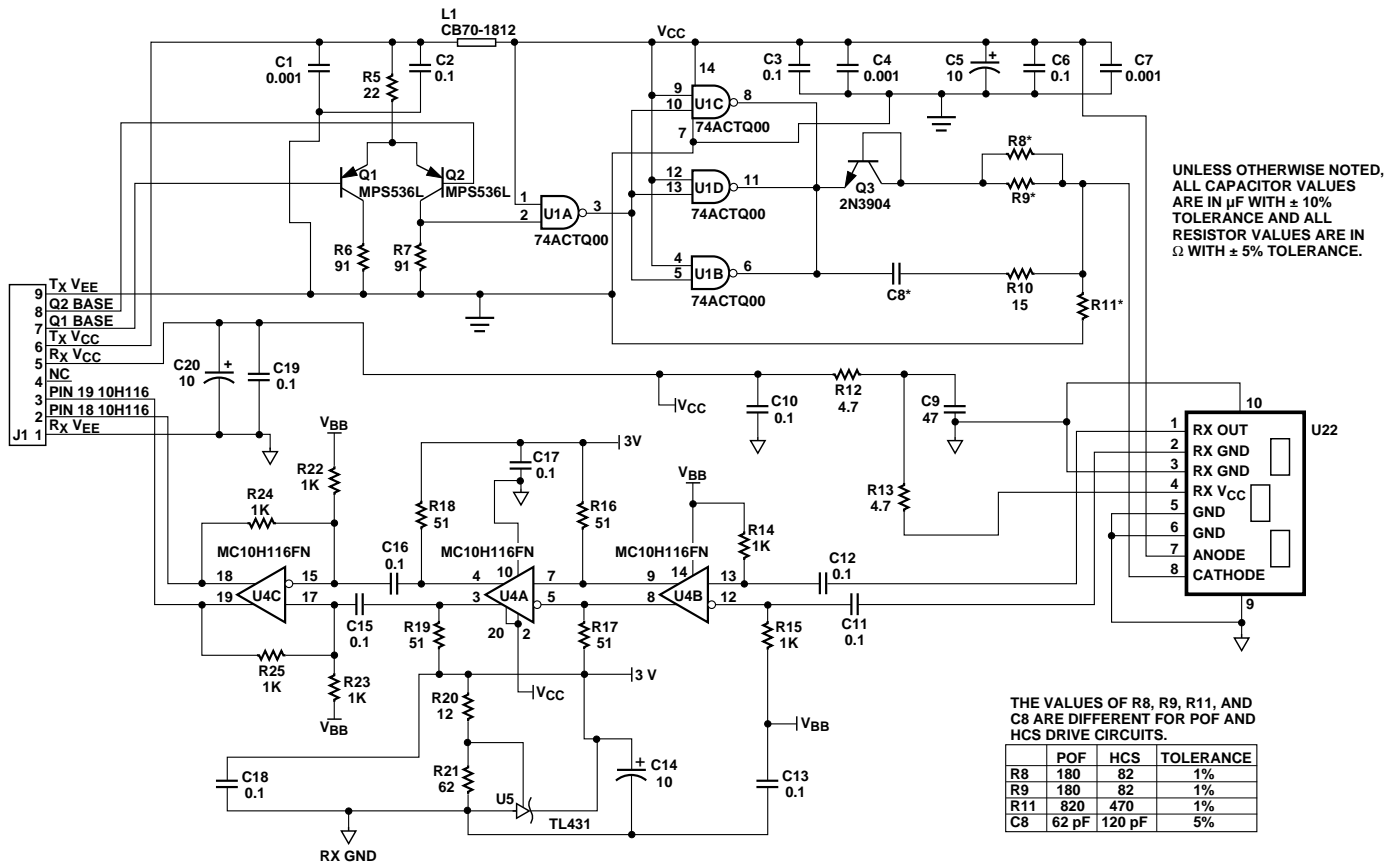 L1
CB70-1812
VCC
C1
0.001
R5
22
C2
0.1
14
9
10
U1C
8
74ACTQ00
7
C3
0.1
C4
0.001
C5
10
+
C6
0.1
C7
0.001
Q1
MPS536L
Q2
MPS536L
1
2
U1A
3
74ACTQ00
12
13
U1D
11
74ACTQ00
Q3
2N3904
R8*
R9*
UNLESS OTHERWISE NOTED,
ALL CAPACITOR VALUES
ARE IN µF WITH ± 10%
TOLERANCE AND ALL
RESISTOR VALUES ARE IN
Ω WITH ± 5% TOLERANCE.
R6
91
R7
91
4
5
U1B
6
74ACTQ00
C8*
R10
15
R11*
9 TX VEE
8 Q2 BASE
7 Q1 BASE
6 TX VCC
5 RX VCC
4 NC
3 PIN 19 10H116
2 PIN 18 10H116
J1 1 RX VEE
C20
10
+
C19
0.1
VCC
C10
0.1
R12
4.7
C9
47
R13
4.7
10
U22
1 RX OUT
2 RX GND
3 RX GND
4 RX VCC
5 GND
6 GND
7 ANODE
8 CATHODE
9
VBB
R22
1K
R24
1K
MC10H116FN
18
19
U4C
15
17
R25
1K
R23
1K
VBB
C16
0.1
C15
0.1
R18
51
C17
0.1
3V
R16
51
MC10H116FN
10
4
3
U4A
7
5
20
2
R19
51
R17
51
VCC
3 V
VBB
R14
1K
MC10H116FN
14
9
8
U4B
13
12
C12
0.1
C11
0.1
R15
1K
VBB
R20
12
R21
62
U5
TL431
C14
10
+
C13
0.1
C18
0.1
RX GND
THE VALUES OF R8, R9, R11, AND
C8 ARE DIFFERENT FOR POF AND
HCS DRIVE CIRCUITS.
POF HCS TOLERANCE
R8 180 82 1%
R9 180 82 1%
R11 820 470 1%
C8 62 pF 120 pF 5%